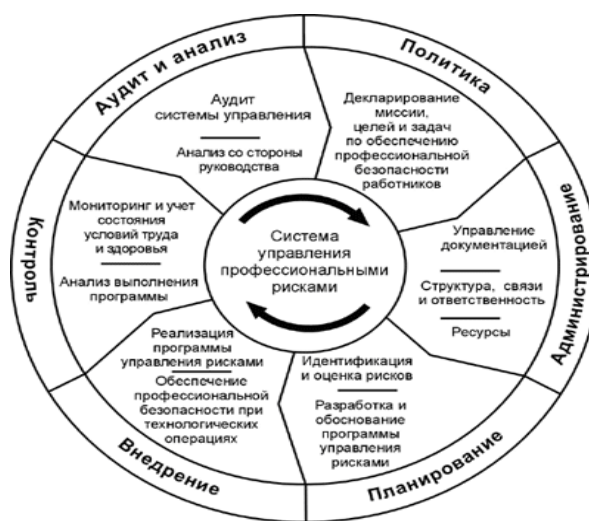 Аудит и анализ
Политика
Администрирование
Планирование
Внедрение
Контроль
Аудит
системы управления
Анализ со стороны
руководства
Декларирование
миссии,
целей и задач
по обеспечению
профессиональной
безопасности
работников
Управление
документацией
Структура, связи
и ответственность
Ресурсы
Идентификация
и оценка рисков
Разработка и
обоснование
программы
управления
рисками
Реализация
программы
управления рисками
Обеспечение
профессиональной
безопасности при
технологических
операциях
Мониторинг и учет
состояния
условий труда
и здоровья
Анализ выполнения
программы
Система
управления
профессиональными
рисками